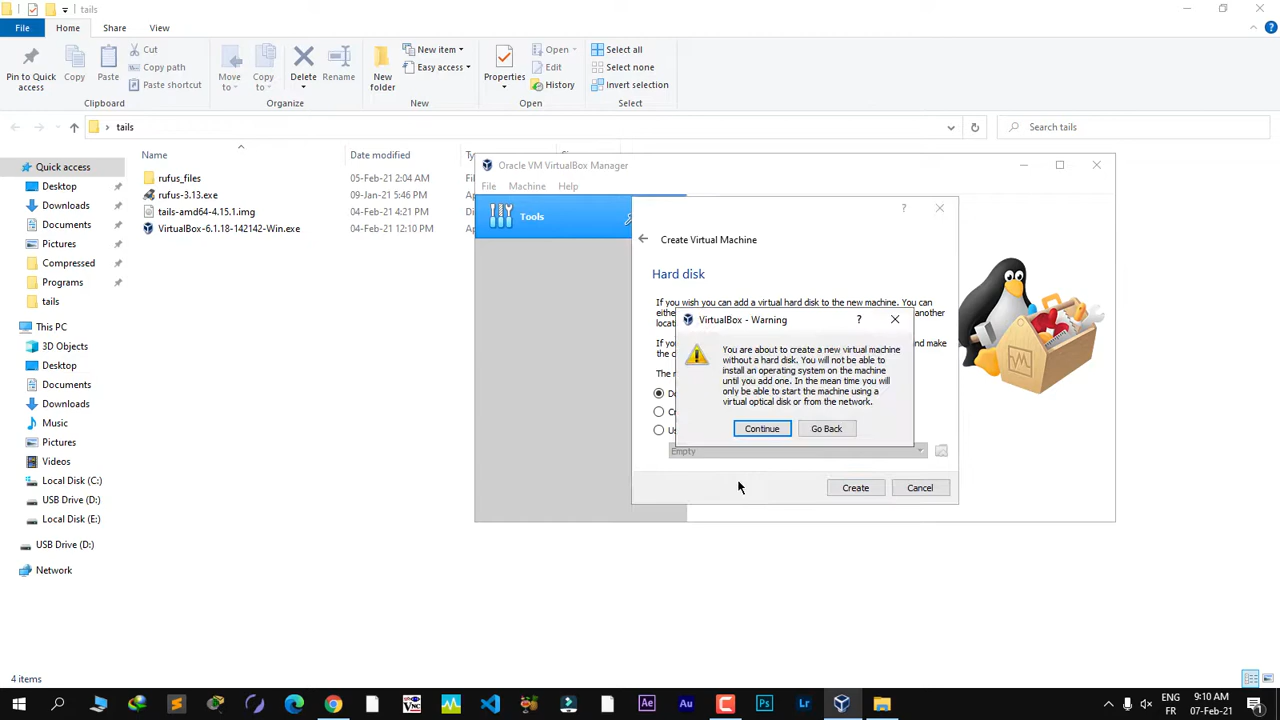 tails
File
Home
Share
View
Pin to Quick access
Copy
Paste
Cut
Copy path
Paste shortcut
Clipboard
Move to
Copy to
Delete
Rename
Organize
New folder
New item
Easy access
New
Properties
Open
Edit
History
Open
Select all
Select none
Invert selection
Select
tails
Search tails
Quick access
Desktop
Downloads
Documents
Pictures
Compressed
Programs
tails
This PC
3D Objects
Desktop
Documents
Downloads
Music
Pictures
Videos
Local Disk (C:)
USB Drive (D:)
Local Disk (E:)
USB Drive (D:)
Network
Name
Date modified
rufus_files
05-Feb-21 2:04 AM
rufus-3.13.exe
09-Jan-21 5:46 PM
tails-amd64-4.15.1.img
04-Feb-21 4:21 PM
VirtualBox-6.1.18-142142-Win.exe
04-Feb-21 12:10 PM
Oracle VM VirtualBox Manager
File
Machine
Help
Tools
Create Virtual Machine
Hard disk
If you wish you can add a virtual hard disk to the new machine. You can
another
VirtualBox - Warning
You are about to create a new virtual machine
without a hard disk. You will not be able to
install an operating system on the machine
until you add one. In the mean time you will
only be able to start the machine using a
virtual optical disk or from the network.
Continue
Go Back
Empty
Create
Cancel
4 items
ENG
FR
9:10 AM
07-Feb-21